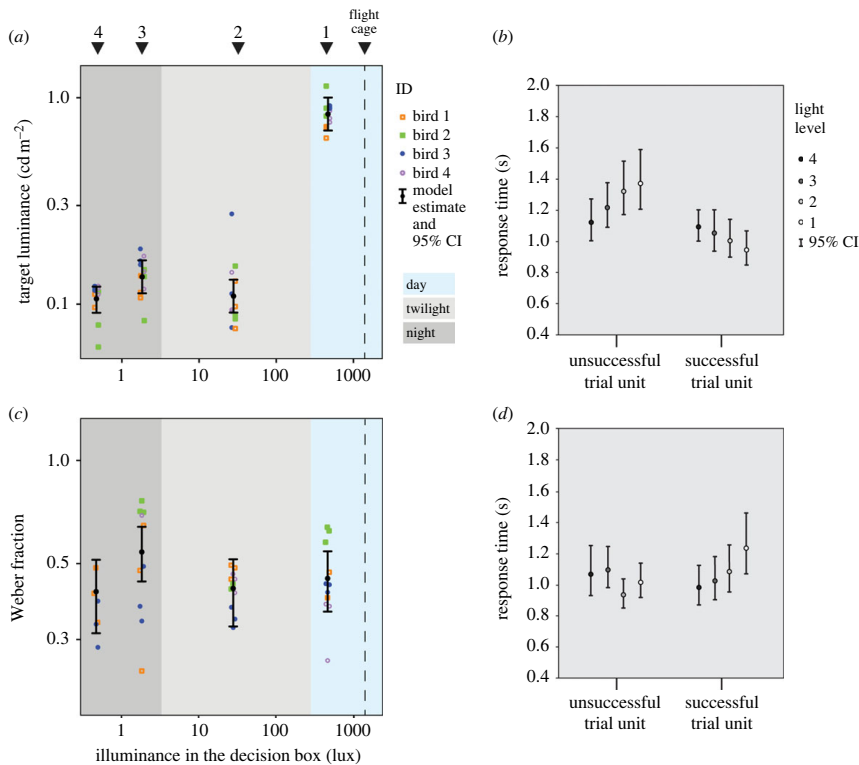 (a)
4
3
2
1
flight
cage
1.0
0.3
0.1
target luminance (cd m−2)
1
10
100
1000
ID
bird 1
bird 2
bird 3
bird 4
model
estimate
and
95% CI
day
twilight
night
(b)
2.0
1.8
1.6
1.4
1.2
1.0
0.8
0.6
0.4
response time (s)
unsuccessful
trial unit
successful
trial unit
light
level
4
3
2
1
95% CI
(c)
1.0
0.5
0.3
Weber fraction
1
10
100
1000
illuminance in the decision box (lux)
(d)
2.0
1.8
1.6
1.4
1.2
1.0
0.8
0.6
0.4
response time (s)
unsuccessful
trial unit
successful
trial unit